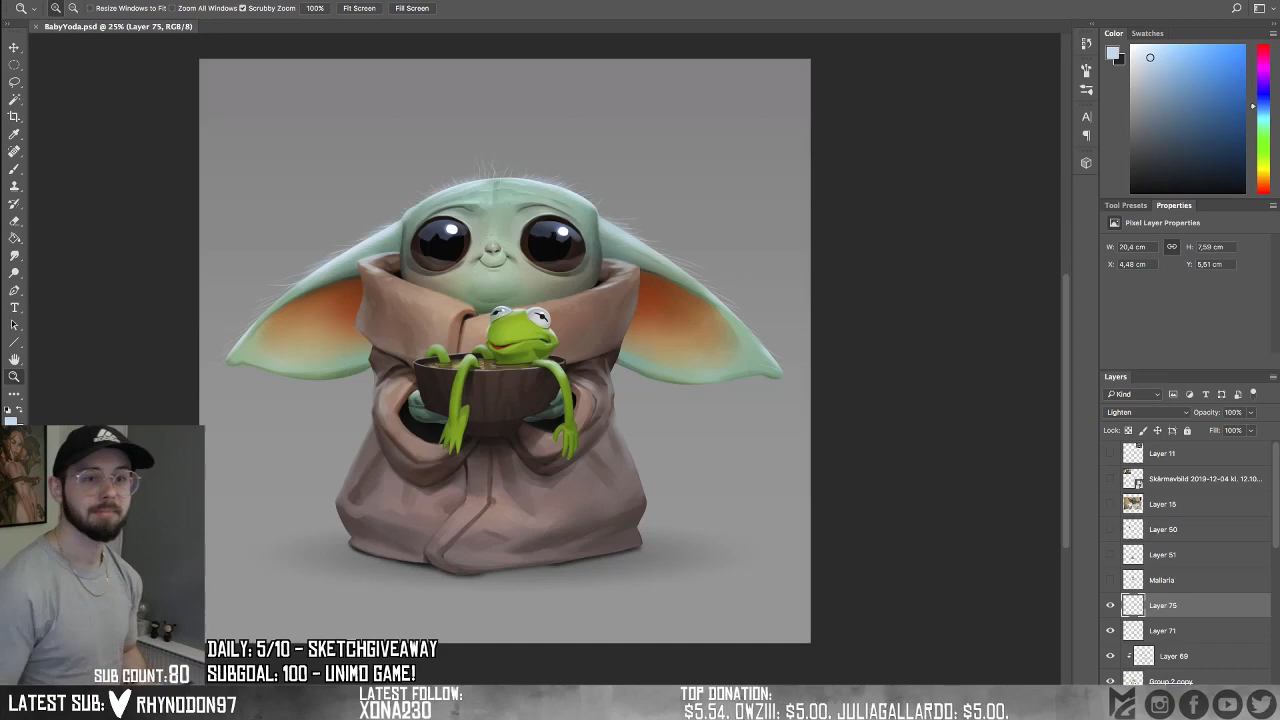 Resize Windows to Fit Zoom All Windows Scrubby Zoom 100% Fit Screen Fill Screen
× BabyYoda.psd @ 25% (Layer 75, RGB/8)
Color Swatches
Tool Presets Properties
Pixel Layer Properties
W: 20,4 cm H: 7,59 cm
X: 4,48 cm Y: 5,51 cm
Layers
Kind
Lighten Opacity: 100%
Lock: Fill: 100%
Layer 11
Skärmavbild 2019-12-04 kl. 12.10...
Layer 15
Layer 50
Layer 51
Mallaria
Layer 75
Layer 71
Layer 69
Group 2 copy
DAILY: 5/10 - SKETCHGIVEAWAY
SUB COUNT: 80
SUBGOAL: 100 - UNIMO GAME!
LATEST SUB: RHYNODON97
LATEST FOLLOW:
XONA230
TOP DONATION:
$5.54, OWZIII: $5.00, JULIAGALLARDO: $5.00,